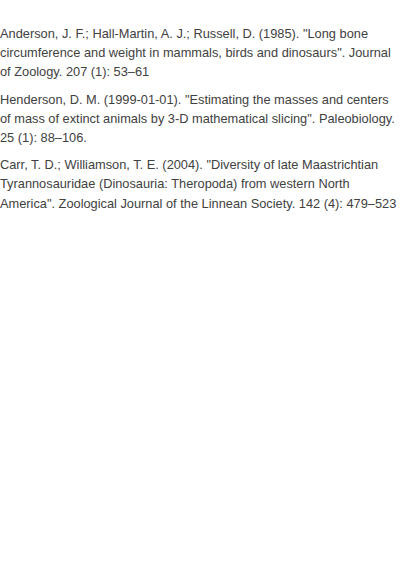 Anderson, J. F.; Hall-Martin, A. J.; Russell, D. (1985). "Long bone
circumference and weight in mammals, birds and dinosaurs". Journal
of Zoology. 207 (1): 53–61
Henderson, D. M. (1999-01-01). "Estimating the masses and centers
of mass of extinct animals by 3-D mathematical slicing". Paleobiology.
25 (1): 88–106.
Carr, T. D.; Williamson, T. E. (2004). "Diversity of late Maastrichtian
Tyrannosauridae (Dinosauria: Theropoda) from western North
America". Zoological Journal of the Linnean Society. 142 (4): 479–523